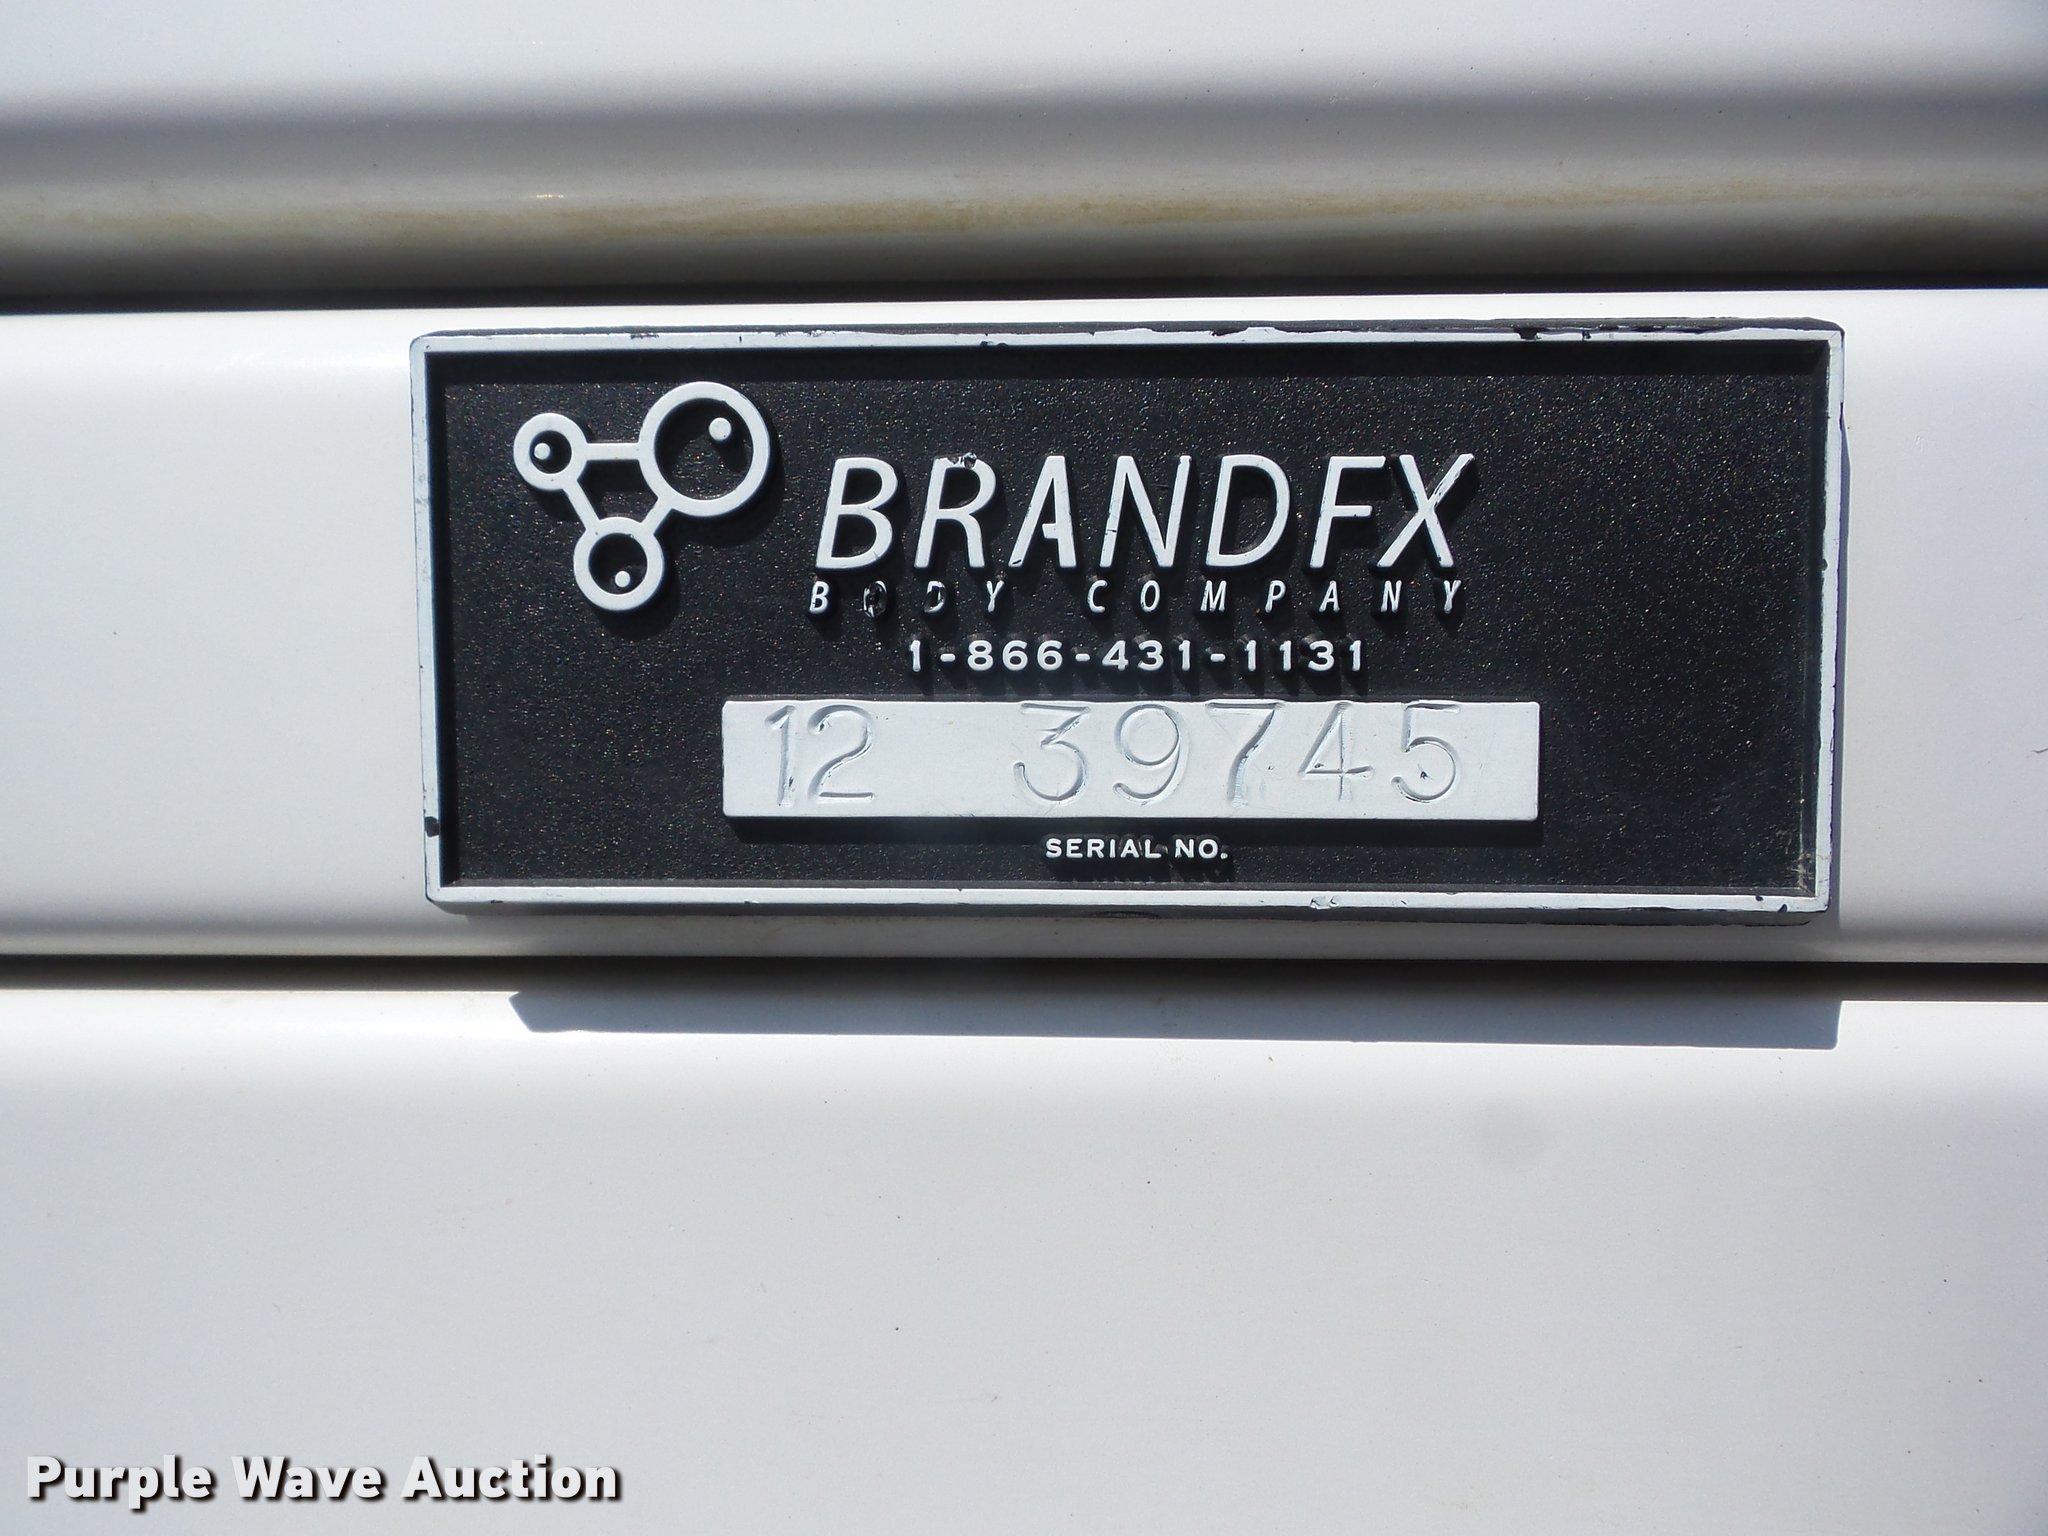 BRANDFX
BODY COMPANY
1-866-431-1131
12 39745
SERIAL NO.
Purple Wave Auction